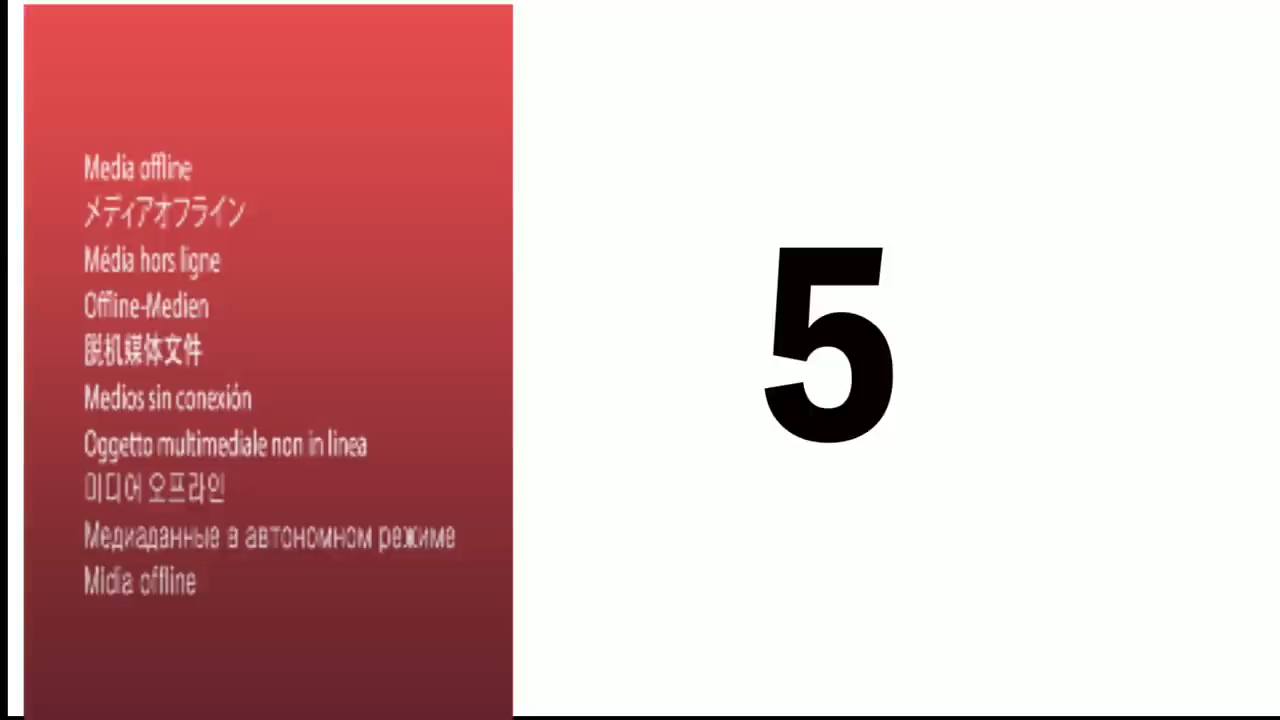 Media offline
メディアオフライン
Média hors ligne
Offline-Medien
脱机媒体文件
Medios sin conexión
Oggetto multimediale non in linea
미디어 오프라인
Медиаданные в автономном режиме
Mídia offline
5